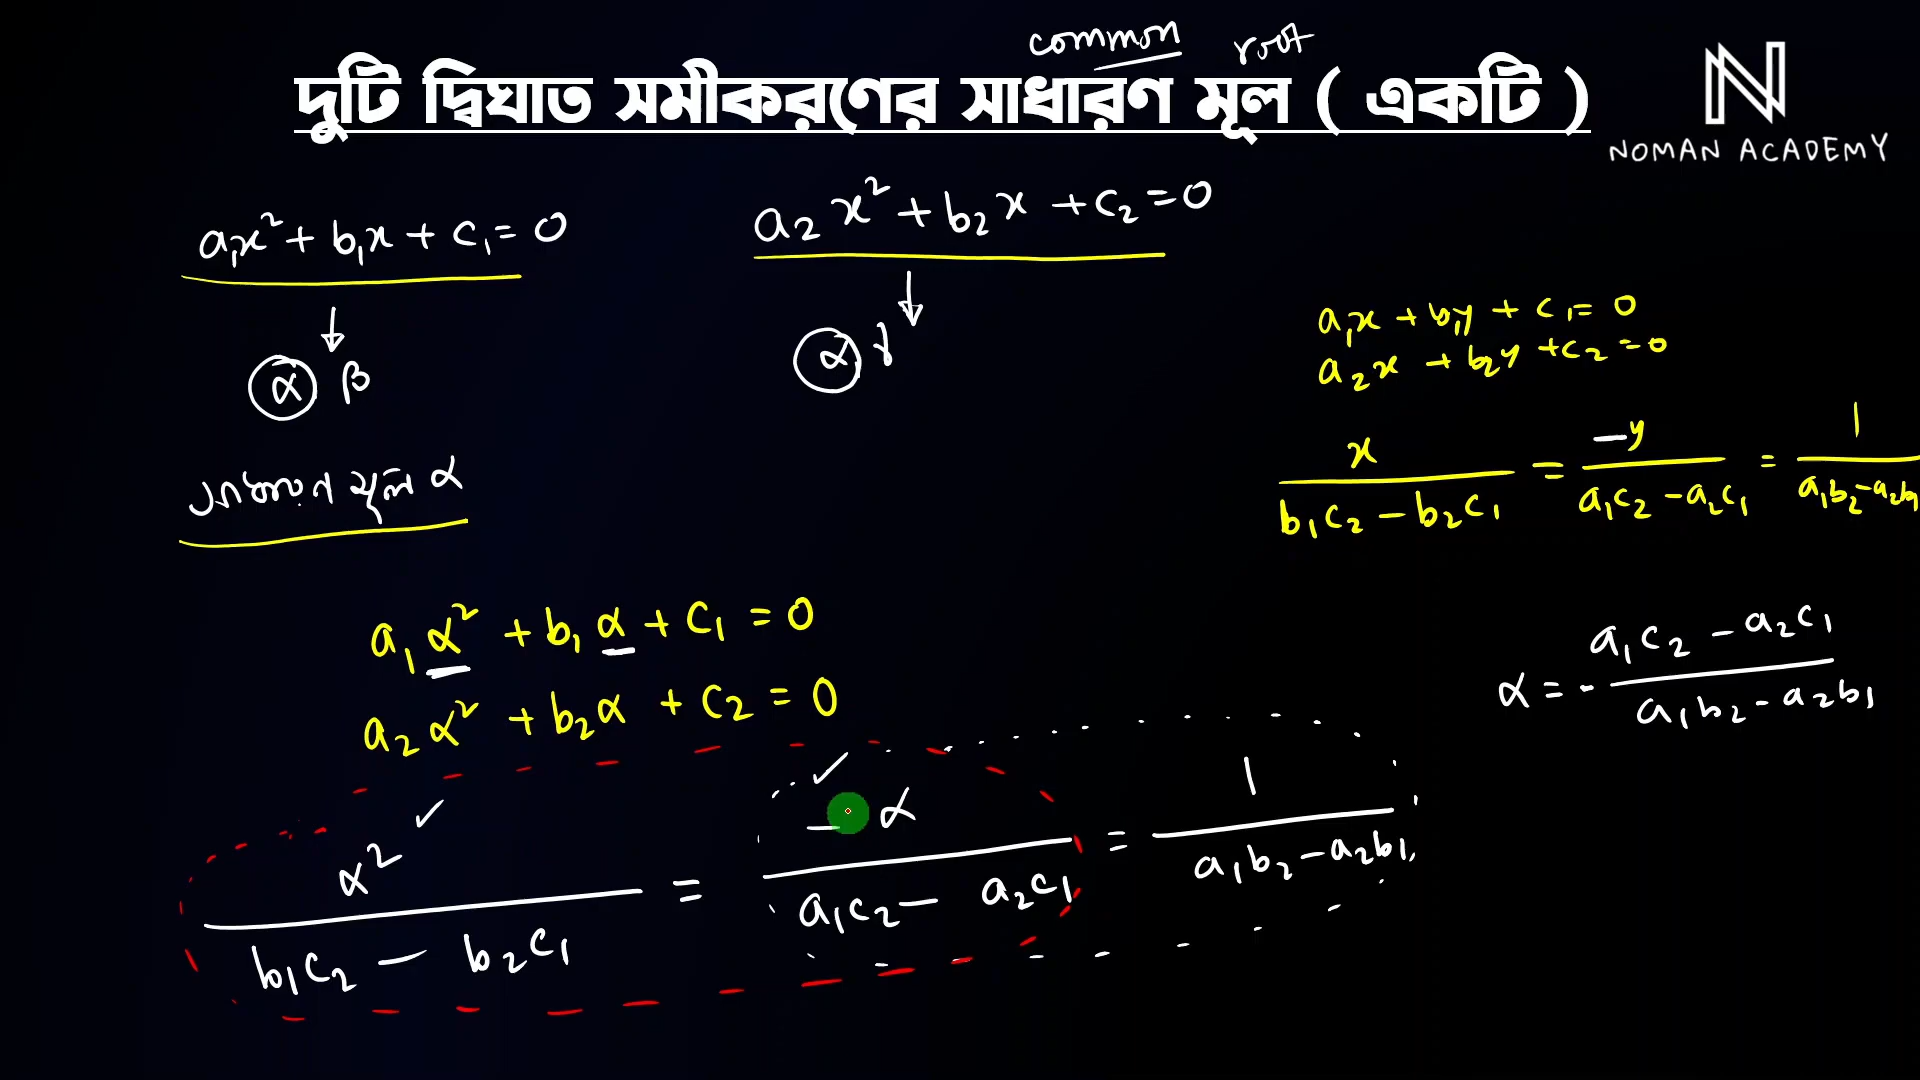 common root
দুটি দ্বিঘাত সমীকরণের সাধারণ মূল ( একটি )
N
NOMAN ACADEMY
a₁x² + b₁x + c₁ = 0
a₂x² + b₂x + c₂ = 0
α β
α, γ
সাধারণ মূল α
a₁x + b₁y + c₁ = 0
a₂x + b₂y + c₂ = 0
x/(b₁c₂ - b₂c₁) = -y/(a₁c₂ - a₂c₁) = 1/(a₁b₂ - a₂b₁
a₁α² + b₁α + c₁ = 0
a₂α² + b₂α + c₂ = 0
α²/(b₁c₂ - b₂c₁) = -α/(a₁c₂ - a₂c₁) = 1/(a₁b₂ - a₂b₁)
α = - (a₁c₂ - a₂c₁)/(a₁b₂ - a₂b₁)